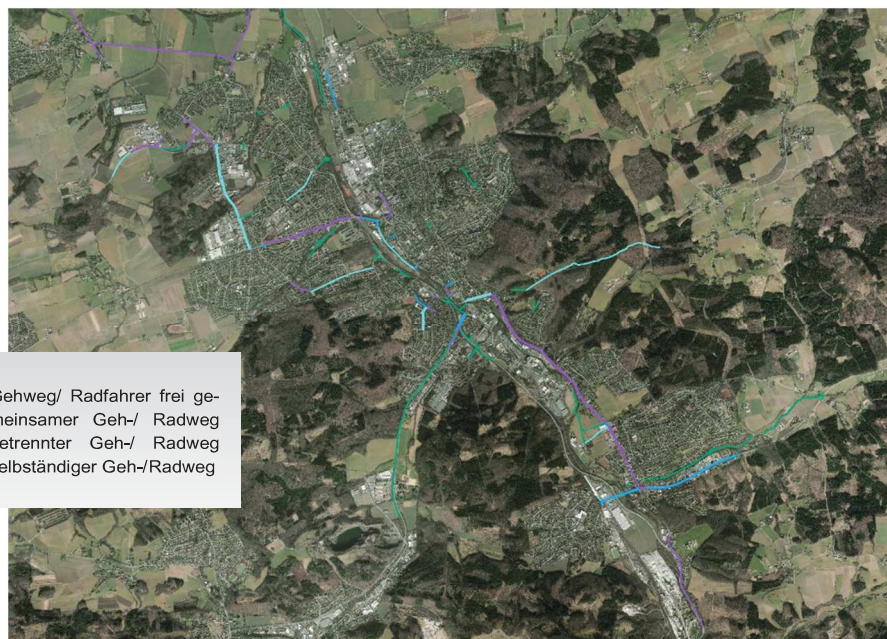 Gehweg/ Radfahrer frei ge-
meinsamer Geh-/ Radweg
etrennter Geh-/ Radweg
elbständiger Geh-/Radweg